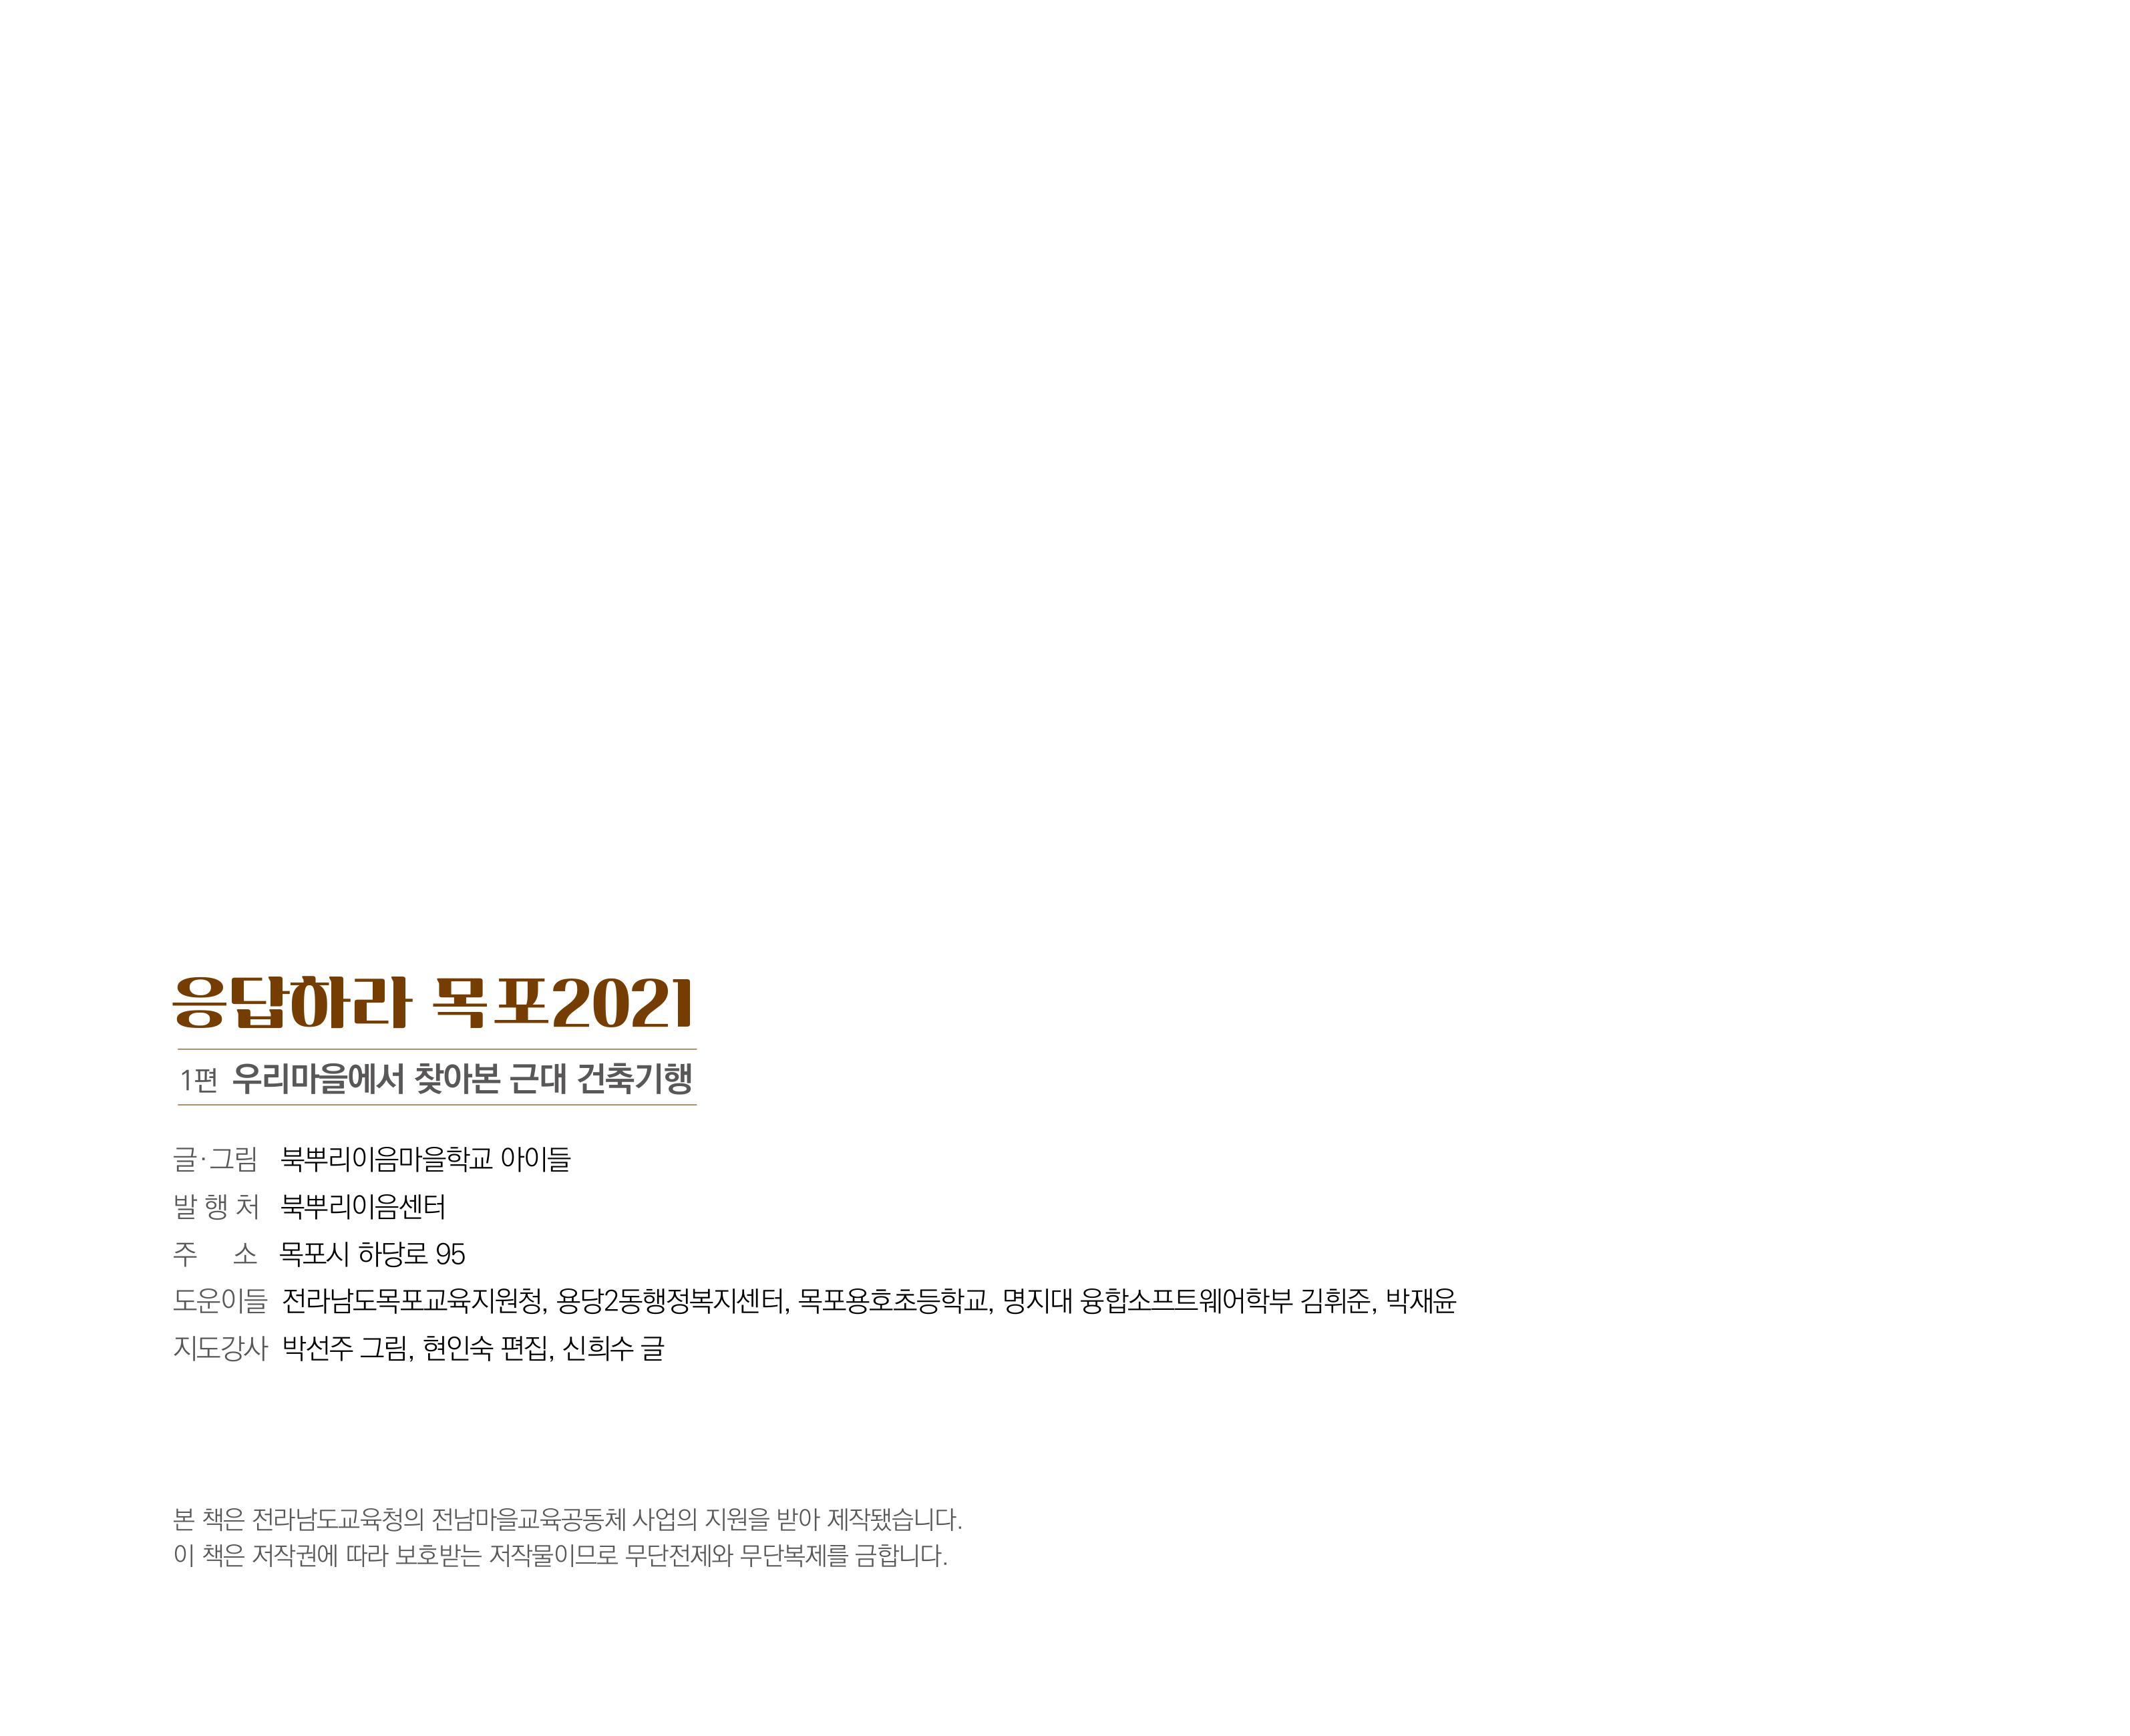 응답하라 목포2021
1편 우리마을에서 찾아본 근대 건축기행
글·그림 북뿌리이음마을학교 아이들
발 행 처 북뿌리이음센터
주 소 목포시 하당로 95
도운이들 전라남도목포교육지원청, 용당2동행정복지센터, 목포용호초등학교, 명지대 융합소프트웨어학부 김휘준, 박재윤
지도강사 박선주 그림, 현인숙 편집, 신희수 글
본 책은 전라남도교육청의 전남마을교육공동체 사업의 지원을 받아 제작됐습니다.
이 책은 저작권에 따라 보호받는 저작물이므로 무단전제와 무단복제를 금합니다.